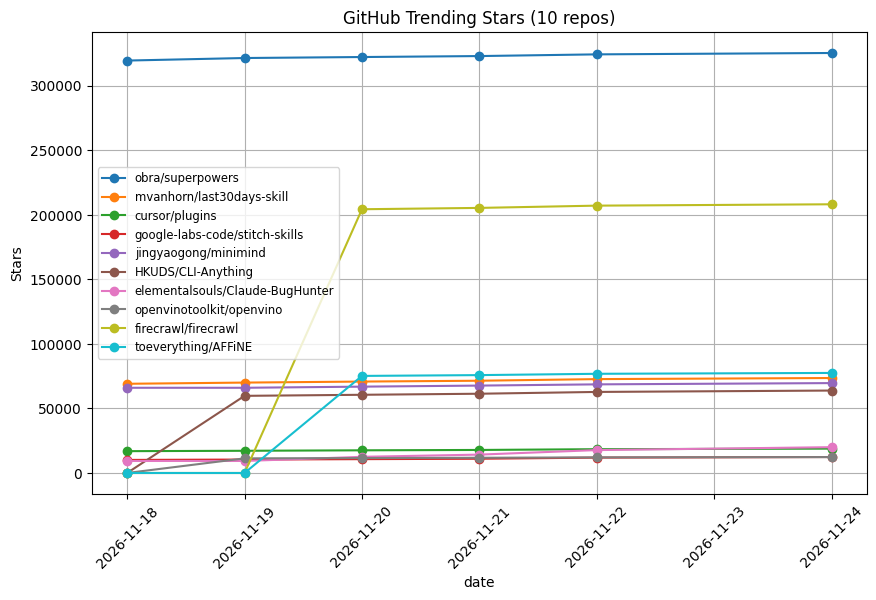 GitHub Trending Stars (10 repos)
Stars
300000
250000
200000
150000
100000
50000
0
obra/superpowers
mvanhorn/last30days-skill
cursor/plugins
google-labs-code/stitch-skills
jingyaogong/minimind
HKUDS/CLI-Anything
elementalsouls/Claude-BugHunter
openvinotoolkit/openvino
firecrawl/firecrawl
toeverything/AFFiNE
2026-11-18
2026-11-19
2026-11-20
2026-11-21
2026-11-22
2026-11-23
2026-11-24
date